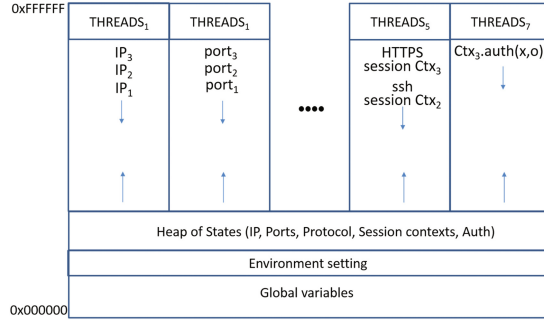 0xFFFFFF
THREADS₁
THREADS₁
THREADS₅
THREADS₇
IP₃
IP₂
IP₁
port₃
port₂
port₁
HTTPS
session Ctx₃
ssh
session Ctx₂
Ctx₃.auth(x,o)
Heap of States (IP, Ports, Protocol, Session contexts, Auth)
Environment setting
Global variables
0x000000